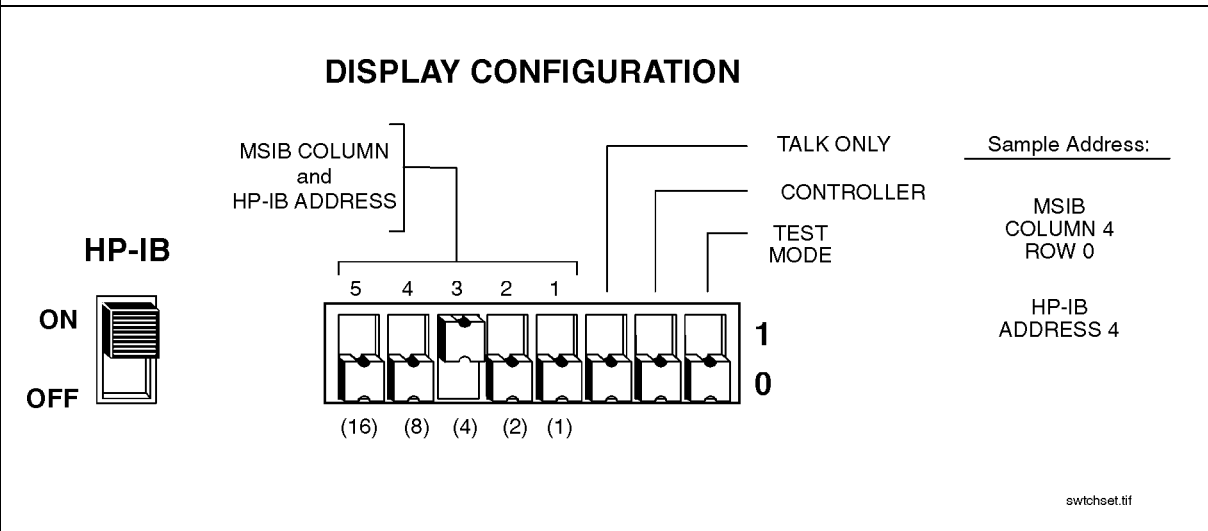 DISPLAY CONFIGURATION
MSIB COLUMN
and
HP-IB ADDRESS
TALK ONLY
CONTROLLER
TEST
MODE
Sample Address:
MSIB
COLUMN 4
ROW 0
HP-IB
ADDRESS 4
HP-IB
ON
OFF
5 4 3 2 1
1
0
(16) (8) (4) (2) (1)
swtchset.tif